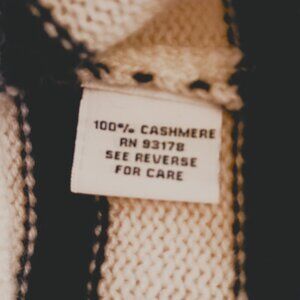 100% CASHMERE
RN 93178
SEE REVERSE
FOR CARE